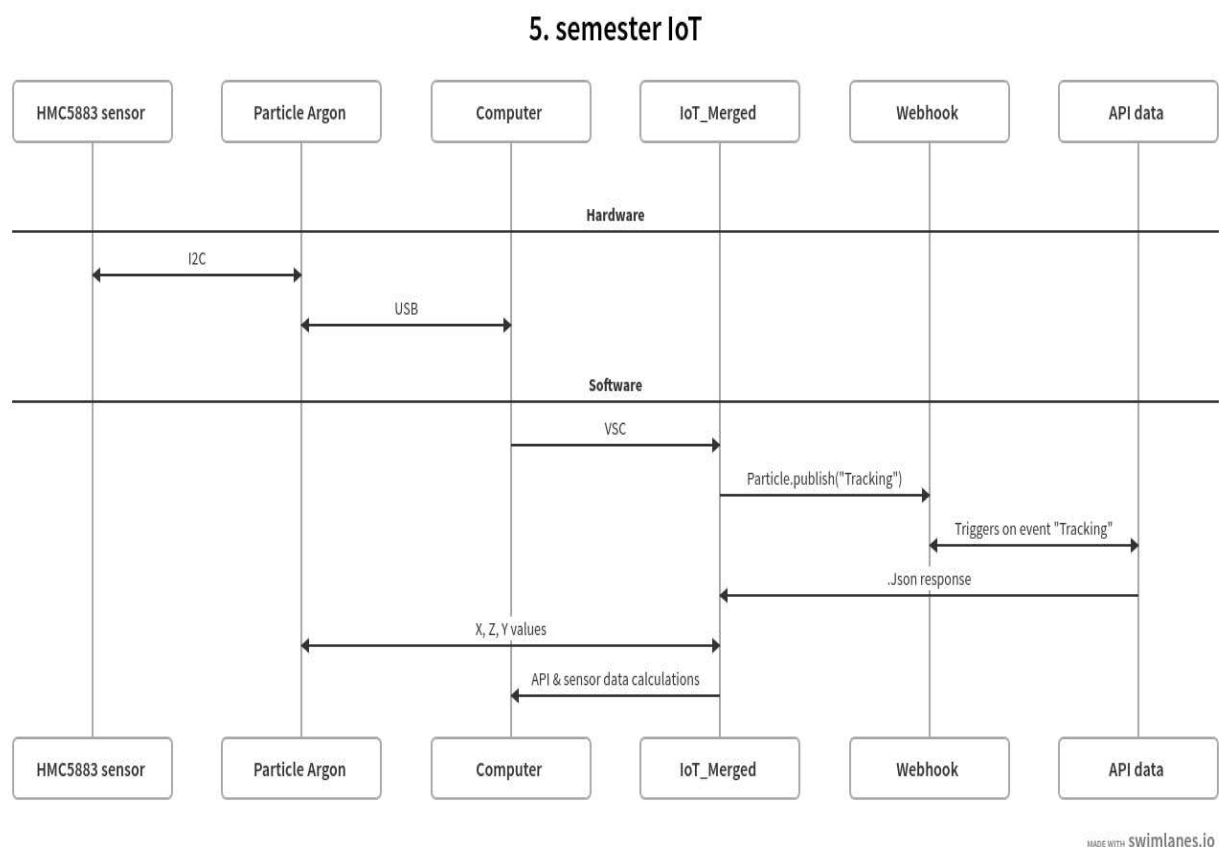 5. semester IoT
HMC5883 sensor
Particle Argon
Computer
IoT_Merged
Webhook
API data
Hardware
I2C
USB
Software
VSC
Particle.publish("Tracking")
Triggers on event "Tracking"
.Json response
X, Z, Y values
API & sensor data calculations
HMC5883 sensor
Particle Argon
Computer
IoT_Merged
Webhook
API data
MADE WITH swimlanes.io